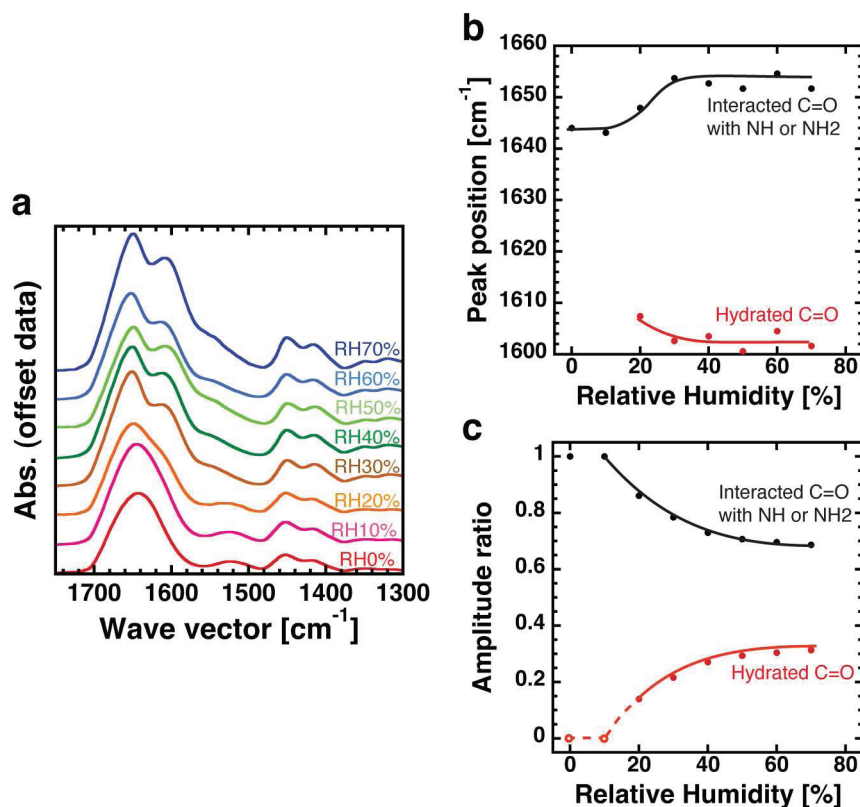 a
Abs. (offset data)
RH70%
RH60%
RH50%
RH40%
RH30%
RH20%
RH10%
RH0%
1700 1600 1500 1400 1300
Wave vector [cm-1]
b
Peak position [cm-1]
1660
1650
1640
1630
1620
1610
1600
Interacted C=O
with NH or NH2
Hydrated C=O
0 20 40 60 80
Relative Humidity [%]
c
Amplitude ratio
1
0.8
0.6
0.4
0.2
0
Interacted C=O
with NH or NH2
Hydrated C=O
0 20 40 60 80
Relative Humidity [%]